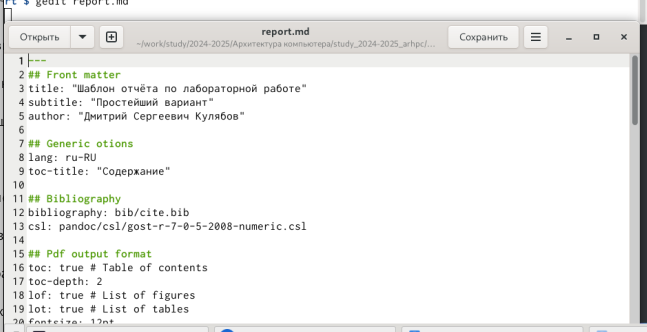 rt $ gedit report.md
Открыть
report.md
~/work/study/2024-2025/Архитектура компьютера/study_2024-2025_arhpc/...
Сохранить
1 ---
2 ## Front matter
3 title: "Шаблон отчёта по лабораторной работе"
4 subtitle: "Простейший вариант"
5 author: "Дмитрий Сергеевич Кулябов"
6
7 ## Generic otions
8 lang: ru-RU
9 toc-title: "Содержание"
10
11 ## Bibliography
12 bibliography: bib/cite.bib
13 csl: pandoc/csl/gost-r-7-0-5-2008-numeric.csl
14
15 ## Pdf output format
16 toc: true # Table of contents
17 toc-depth: 2
18 lof: true # List of figures
19 lot: true # List of tables
20 fontsize: 12pt